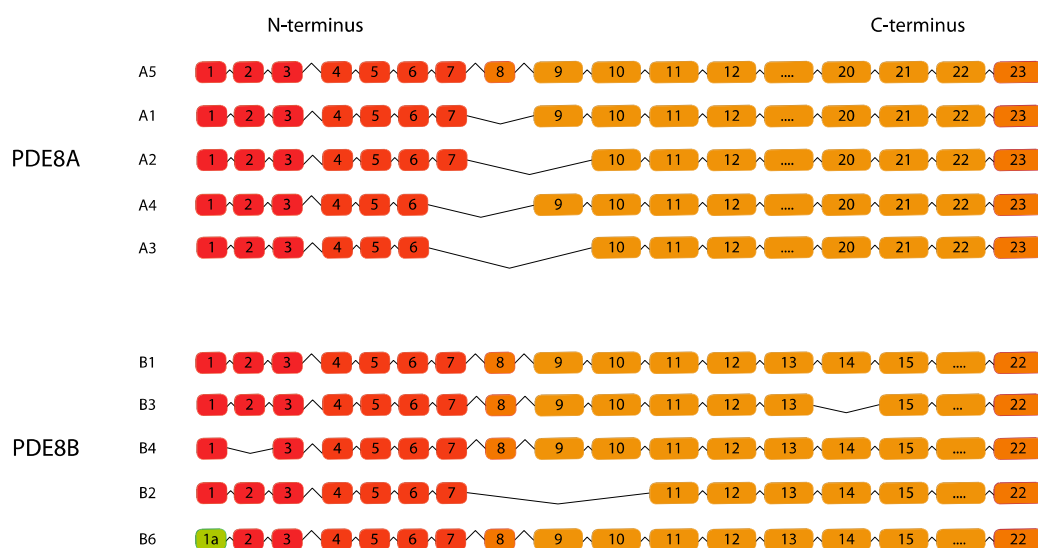 N-terminus C-terminus
A5 1 2 3 4 5 6 7 8 9 10 11 12 .... 20 21 22 23
A1 1 2 3 4 5 6 7 9 10 11 12 .... 20 21 22 23
PDE8A
A2 1 2 3 4 5 6 7 10 11 12 .... 20 21 22 23
A4 1 2 3 4 5 6 9 10 11 12 .... 20 21 22 23
A3 1 2 3 4 5 6 10 11 12 .... 20 21 22 23
B1 1 2 3 4 5 6 7 8 9 10 11 12 13 14 15 .... 22
B3 1 2 3 4 5 6 7 8 9 10 11 12 13 15 ... 22
PDE8B
B4 1 3 4 5 6 7 8 9 10 11 12 13 14 15 .... 22
B2 1 2 3 4 5 6 7 11 12 13 14 15 .... 22
B6 1a 2 3 4 5 6 7 8 9 10 11 12 13 14 15 .... 22